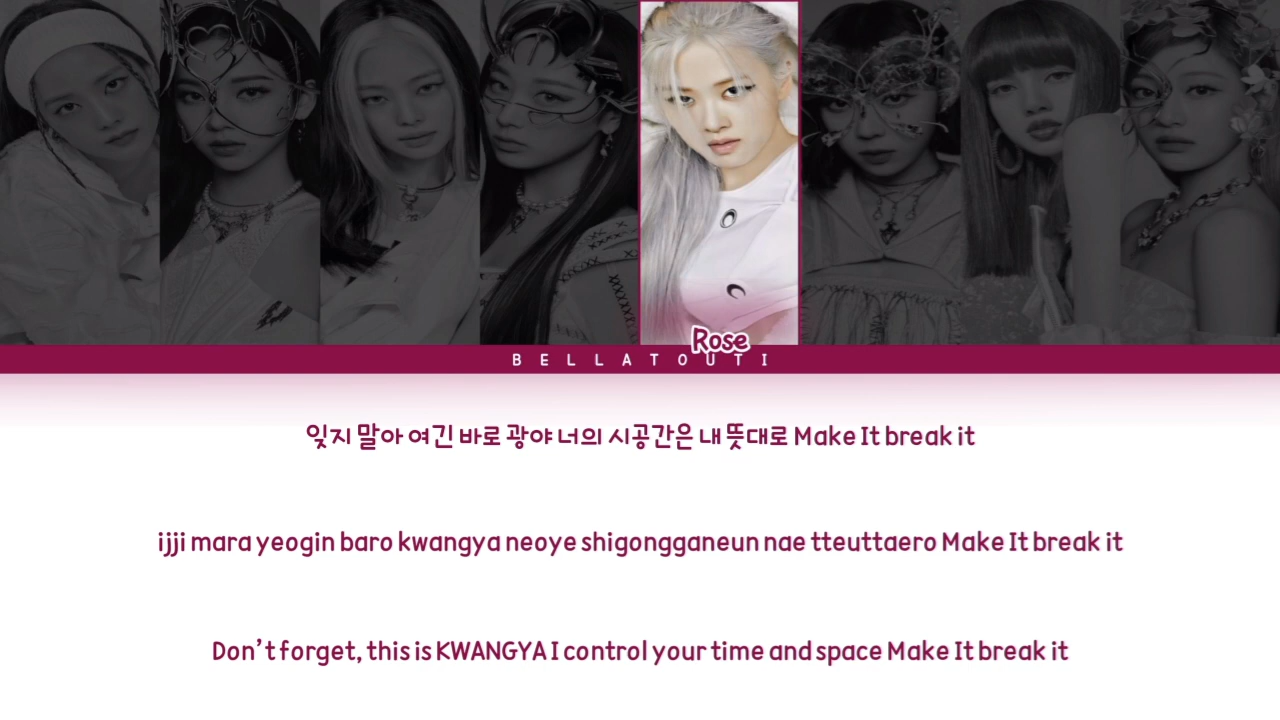 Rose
BELLATOUTI
잊지 말아 여긴 바로 광야 너의 시공간은 내 뜻대로 Make It break it
ijji mara yeogin baro kwangya neoye shigongganeun nae tteuttaero Make It break it
Don't forget, this is KWANGYA I control your time and space Make It break it